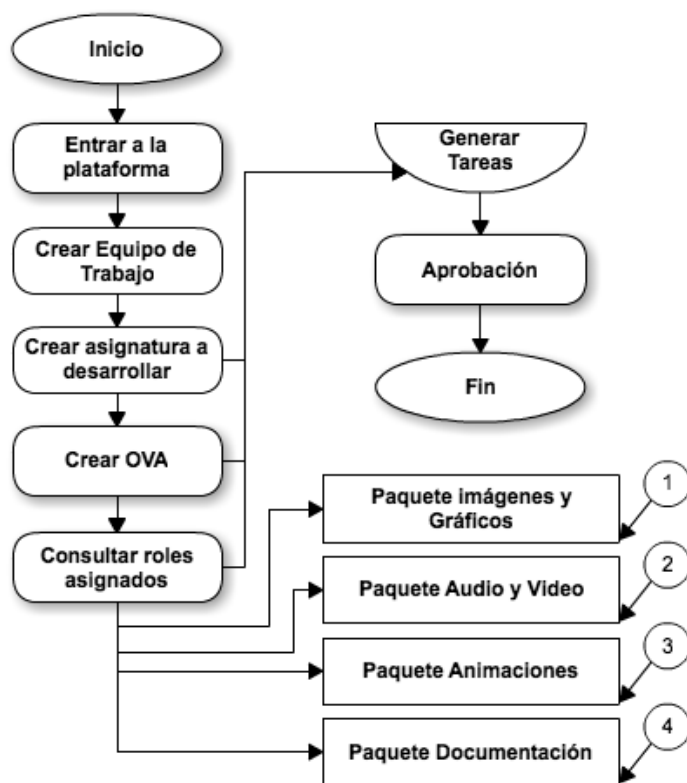 Inicio
Entrar a la
plataforma
Crear Equipo de
Trabajo
Crear asignatura a
desarrollar
Crear OVA
Consultar roles
asignados
Generar
Tareas
Aprobación
Fin
Paquete imágenes y
Gráficos
1
Paquete Audio y Video
2
Paquete Animaciones
3
Paquete Documentación
4